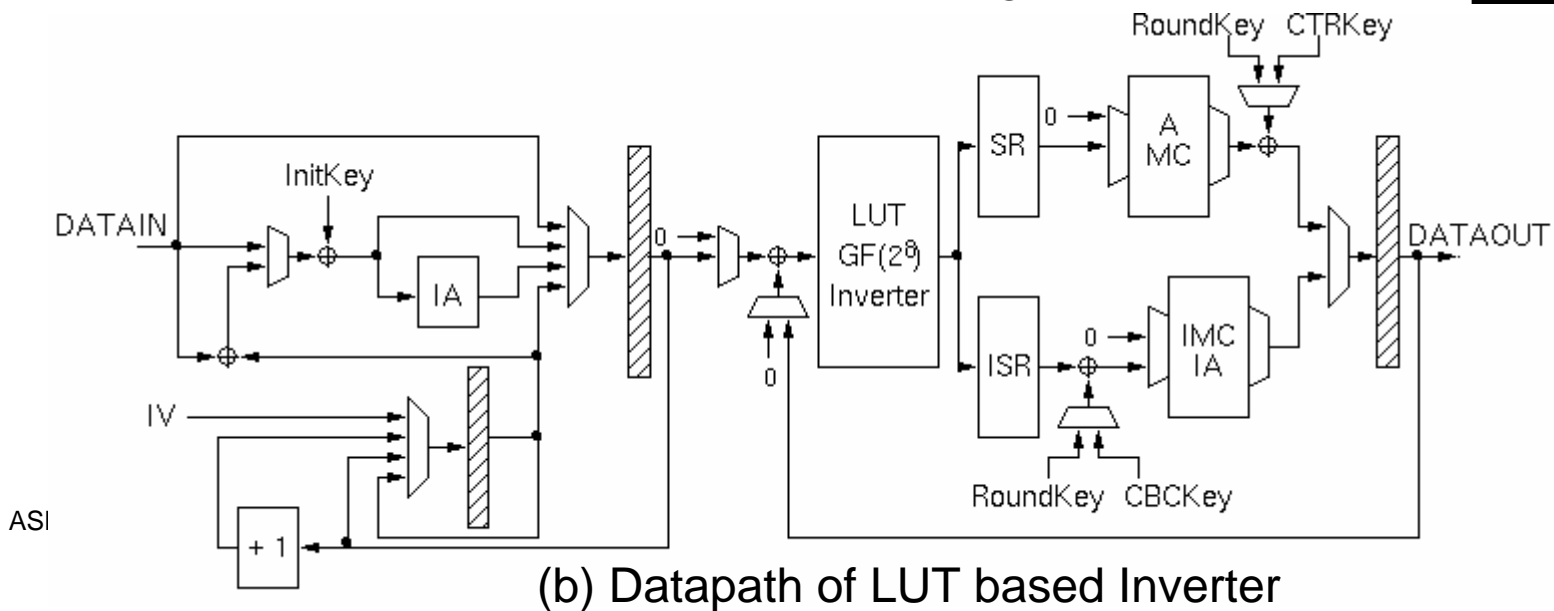 RoundKey CTRKey
0
A
MC
SR
InitKey
DATAIN
LUT
GF(2⁸)
Inverter
0
DATAOUT
IA
0
IMC
IA
ISR
0
IV
RoundKey CBCKey
+ 1
(b) Datapath of LUT based Inverter